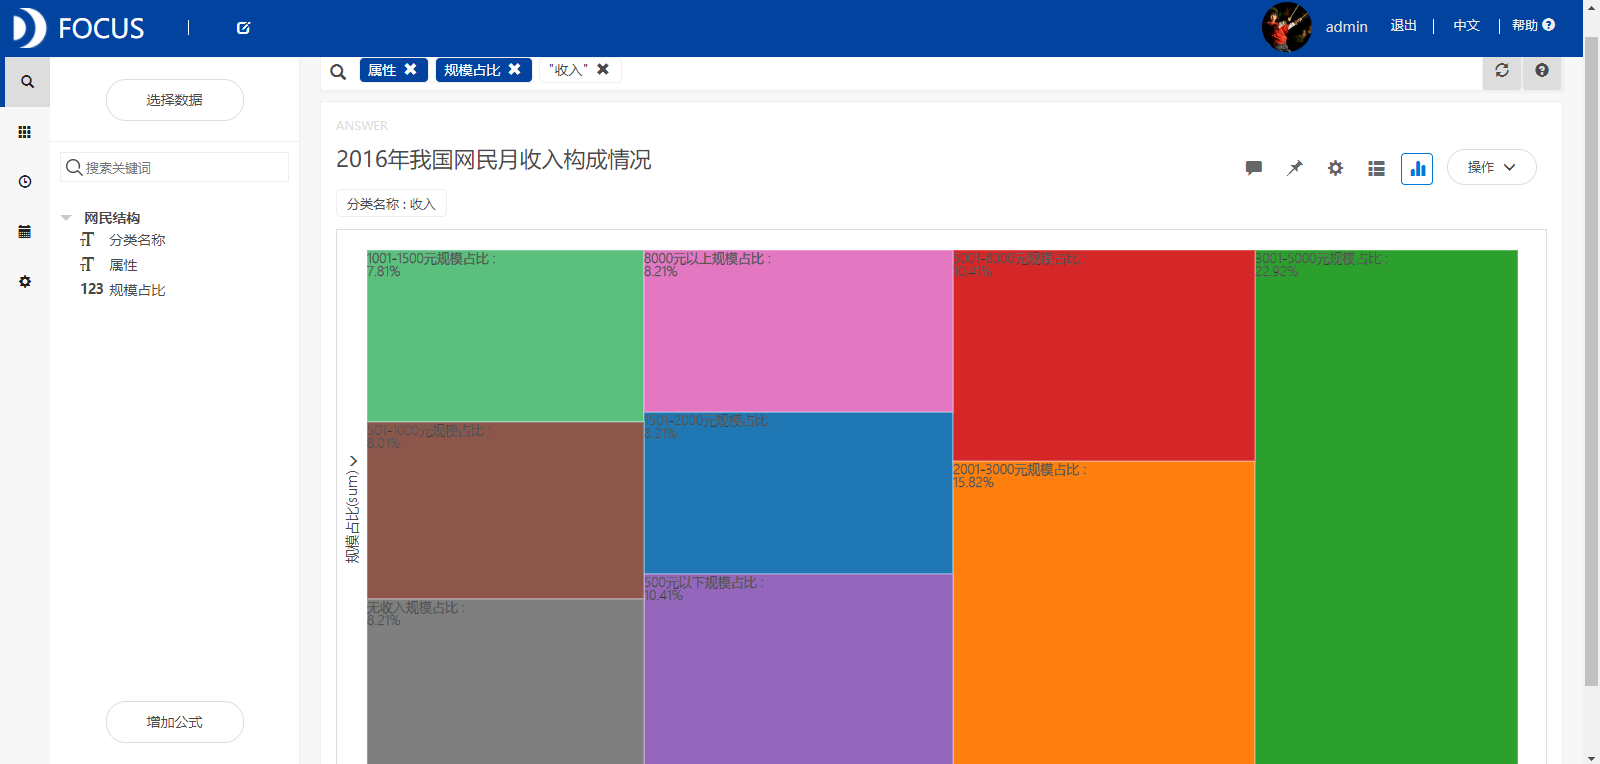 FOCUS
admin
退出
中文
帮助
选择数据
属性
规模占比
"收入"
搜索关键词
网民结构
分类名称
属性
123 规模占比
增加公式
ANSWER
2016年我国网民月收入构成情况
操作
分类名称 : 收入
规模占比(sum)
1001-1500元规模占比 :
7.81%
501-1000元规模占比 :
8.01%
无收入规模占比 :
8.21%
8000元以上规模占比 :
8.21%
1501-2000元规模占比 :
8.21%
500元以下规模占比 :
10.41%
5001-8000元规模占比 :
10.41%
2001-3000元规模占比 :
15.82%
3001-5000元规模占比 :
22.92%